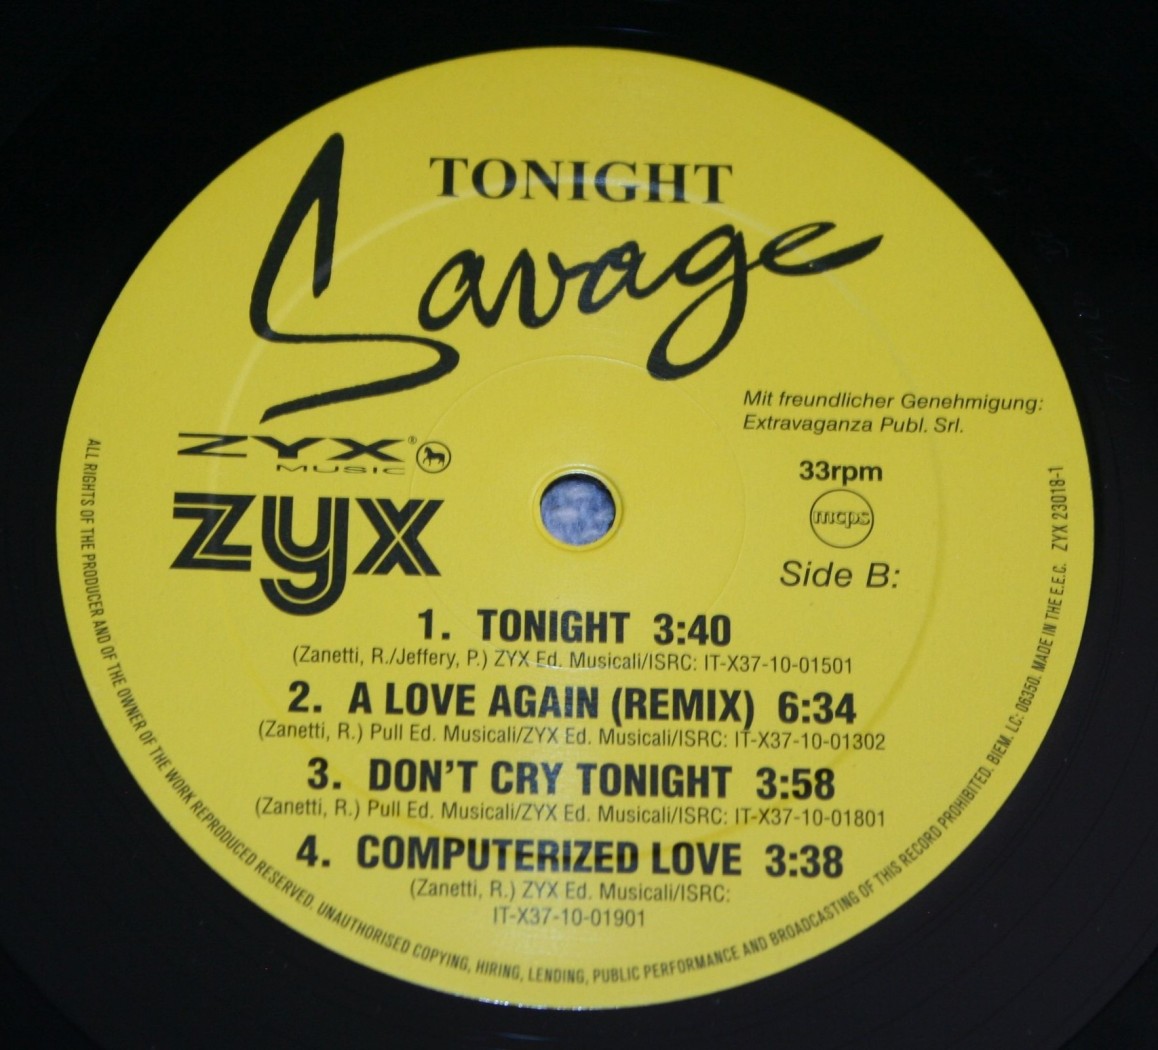 TONIGHT
Savage
Mit freundlicher Genehmigung:
Extravaganza Publ. Srl.
ZYX®
MUSIC
zyx
33rpm
mcps
Side B:
1. TONIGHT 3:40
(Zanetti, R./Jeffery, P.) ZYX Ed. Musicali/ISRC: IT-X37-10-01501
2. A LOVE AGAIN (REMIX) 6:34
(Zanetti, R.) Pull Ed. Musicali/ZYX Ed. Musicali/ISRC: IT-X37-10-01302
3. DON'T CRY TONIGHT 3:58
(Zanetti, R.) Pull Ed. Musicali/ZYX Ed. Musicali/ISRC: IT-X37-10-01801
4. COMPUTERIZED LOVE 3:38
(Zanetti, R.) ZYX Ed. Musicali/ISRC:
IT-X37-10-01901
ALL RIGHTS OF THE PRODUCER AND OF THE OWNER OF THE WORK REPRODUCED RESERVED. UNAUTHORISED COPYING, HIRING, LENDING, PUBLIC PERFORMANCE AND BROADCASTING OF THIS RECORD PROHIBITED. BIEM. LC: 06350. MADE IN THE E.E.C. ZYX 23018-1